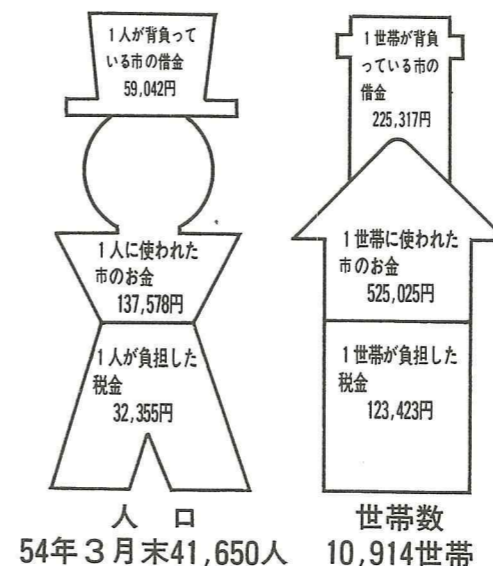 1人が背負って
いる市の借金
59,042円
1人に使われた
市のお金
137,578円
1人が負担した
税金
32,355円
人口
54年3月末41,650人
1世帯が背負
っている市の
借金
225,317円
1世帯に使われた
市のお金
525,025円
1世帯が負担した
税金
123,423円
世帯数
10,914世帯